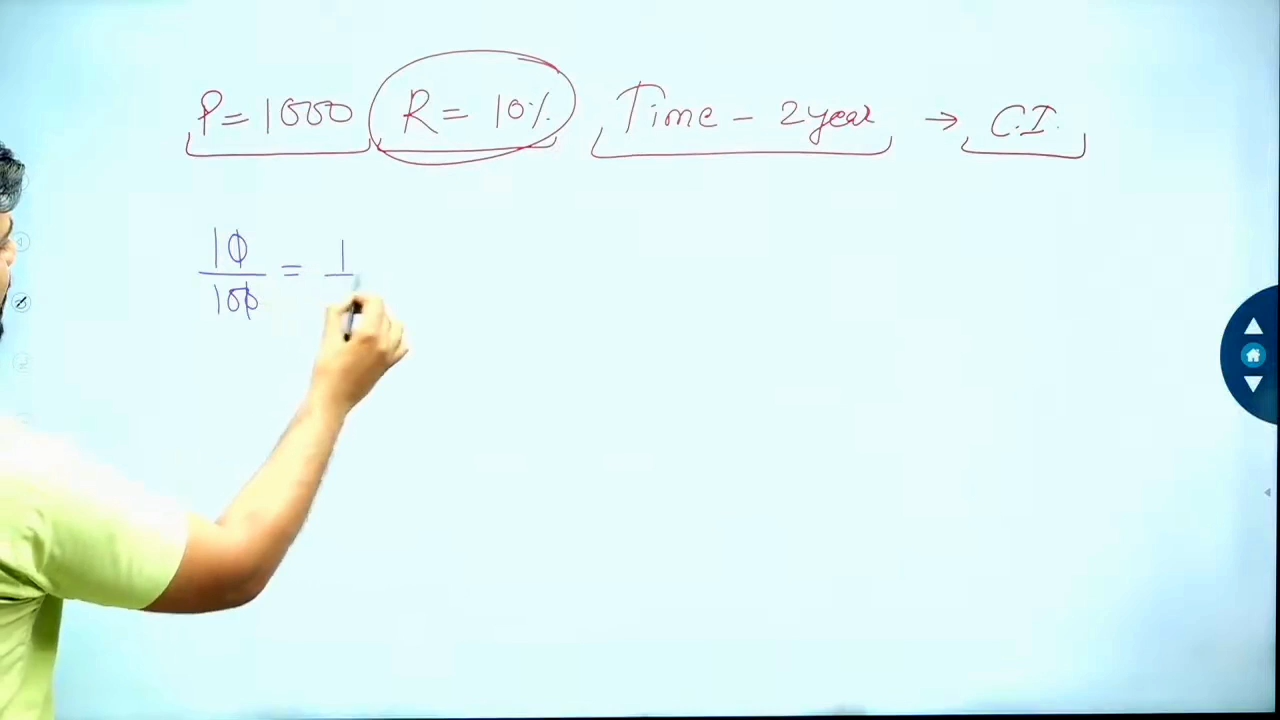 P = 1000 R = 10% Time - 2 year → C.I.
10/100 = 1/